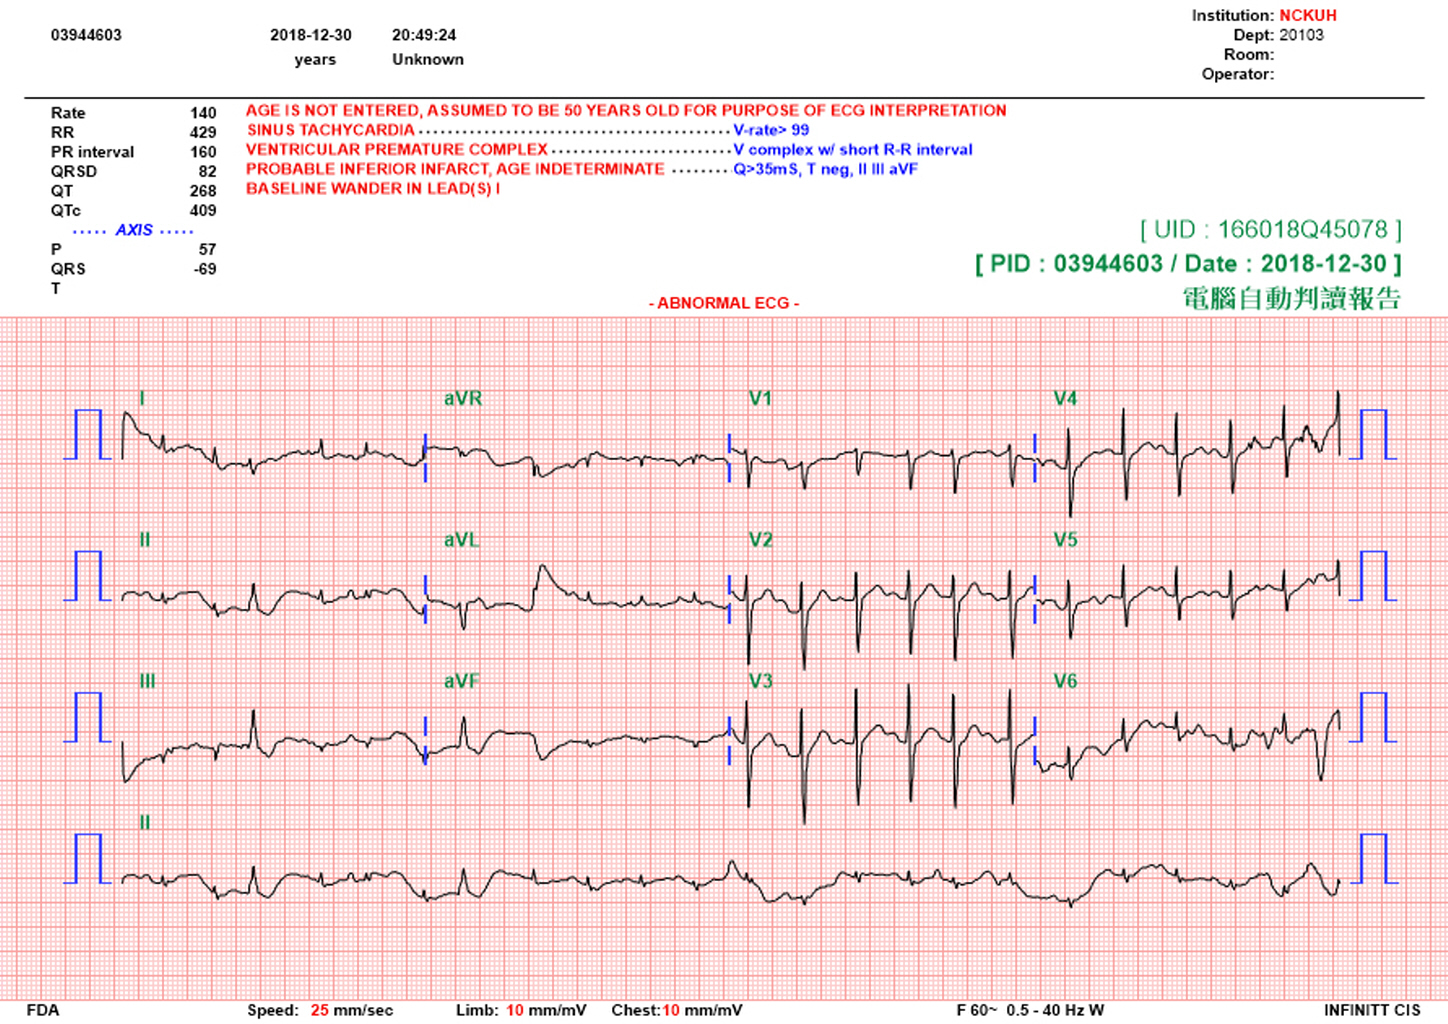 Institution: NCKUH
03944603 2018-12-30 20:49:24 Dept: 20103
years Unknown Room:
Operator:
Rate 140 AGE IS NOT ENTERED, ASSUMED TO BE 50 YEARS OLD FOR PURPOSE OF ECG INTERPRETATION
RR 429 SINUS TACHYCARDIA ........................................ V-rate> 99
PR interval 160 VENTRICULAR PREMATURE COMPLEX ....................... V complex w/ short R-R interval
QRSD 82 PROBABLE INFERIOR INFARCT, AGE INDETERMINATE ........ Q>35mS, T neg, II III aVF
QT 268 BASELINE WANDER IN LEAD(S) I
QTc 409
..... AXIS .....
[ UID : 166018Q45078 ]
P 57
QRS -69
[ PID : 03944603 / Date : 2018-12-30 ]
T
- ABNORMAL ECG -
電腦自動判讀報告
I aVR V1 V4
II aVL V2 V5
III aVF V3 V6
II
FDA Speed: 25 mm/sec Limb: 10 mm/mV Chest:10 mm/mV F 60~ 0.5 - 40 Hz W INFINITT CIS